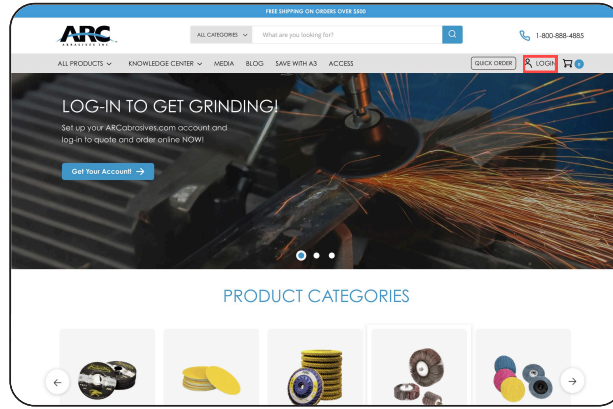 FREE SHIPPING ON ORDERS OVER $500
ARC
ABRASIVES, INC.
ALL CATEGORIES
What are you looking for?
1-800-888-4885
ALL PRODUCTS
KNOWLEDGE CENTER
MEDIA
BLOG
SAVE WITH A3
ACCESS
QUICK ORDER
LOGIN
0
LOG-IN TO GET GRINDING!
Set up your ARCabrasives.com account and
log-in to quote and order online NOW!
Get Your Account!
PRODUCT CATEGORIES